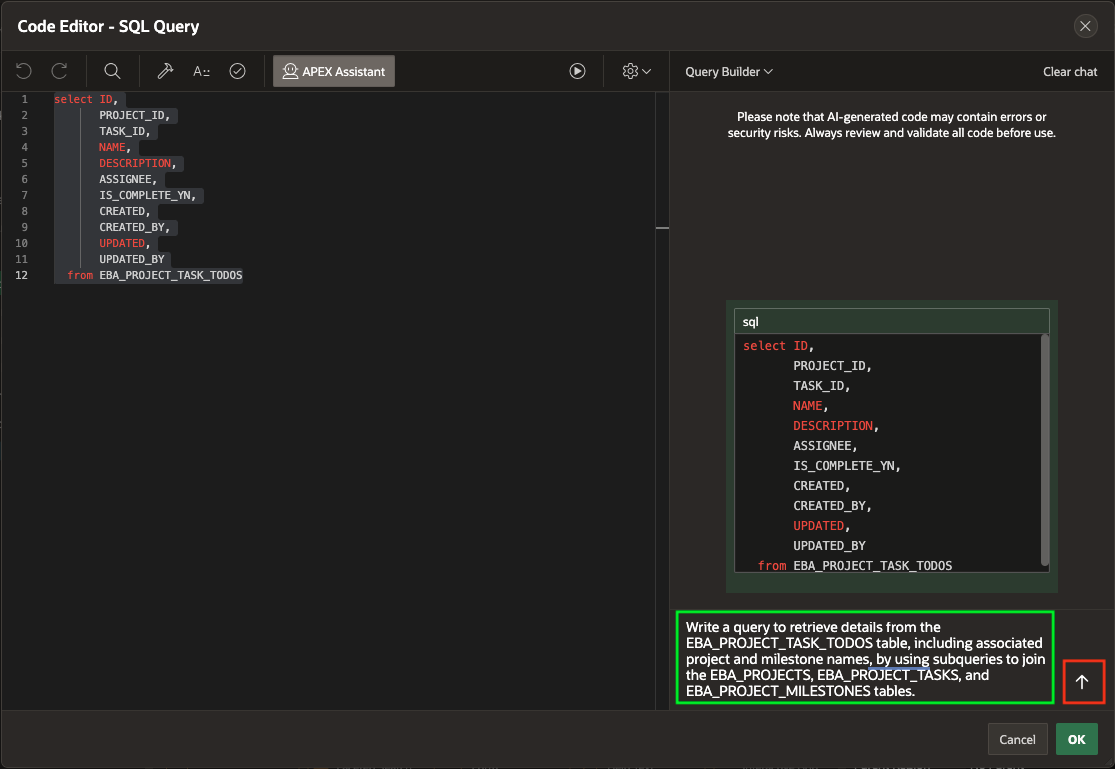 Code Editor - SQL Query
APEX Assistant
Query Builder
Clear chat
1 select ID,
2 PROJECT_ID,
3 TASK_ID,
4 NAME,
5 DESCRIPTION,
6 ASSIGNEE,
7 IS_COMPLETE_YN,
8 CREATED,
9 CREATED_BY,
10 UPDATED,
11 UPDATED_BY
12 from EBA_PROJECT_TASK_TODOS
Please note that AI-generated code may contain errors or
security risks. Always review and validate all code before use.
sql
select ID,
PROJECT_ID,
TASK_ID,
NAME,
DESCRIPTION,
ASSIGNEE,
IS_COMPLETE_YN,
CREATED,
CREATED_BY,
UPDATED,
UPDATED_BY
from EBA_PROJECT_TASK_TODOS
Write a query to retrieve details from the
EBA_PROJECT_TASK_TODOS table, including associated
project and milestone names, by using subqueries to join
the EBA_PROJECTS, EBA_PROJECT_TASKS, and
EBA_PROJECT_MILESTONES tables.
Cancel
OK